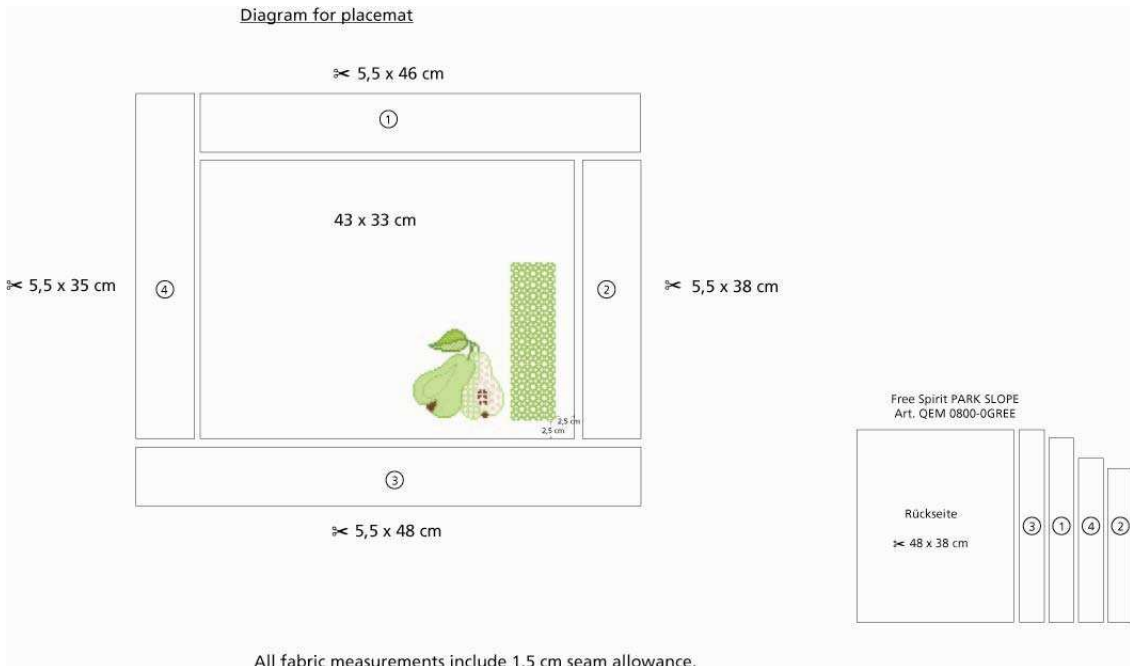 Diagram for placemat
5,5 x 46 cm
①
43 x 33 cm
5,5 x 35 cm
④
②
5,5 x 38 cm
2,5 cm
2,5 cm
③
5,5 x 48 cm
Free Spirit PARK SLOPE
Art. QEM 0800-0GREE
Rückseite
48 x 38 cm
③ ① ④ ②
All fabric measurements include 1,5 cm seam allowance.